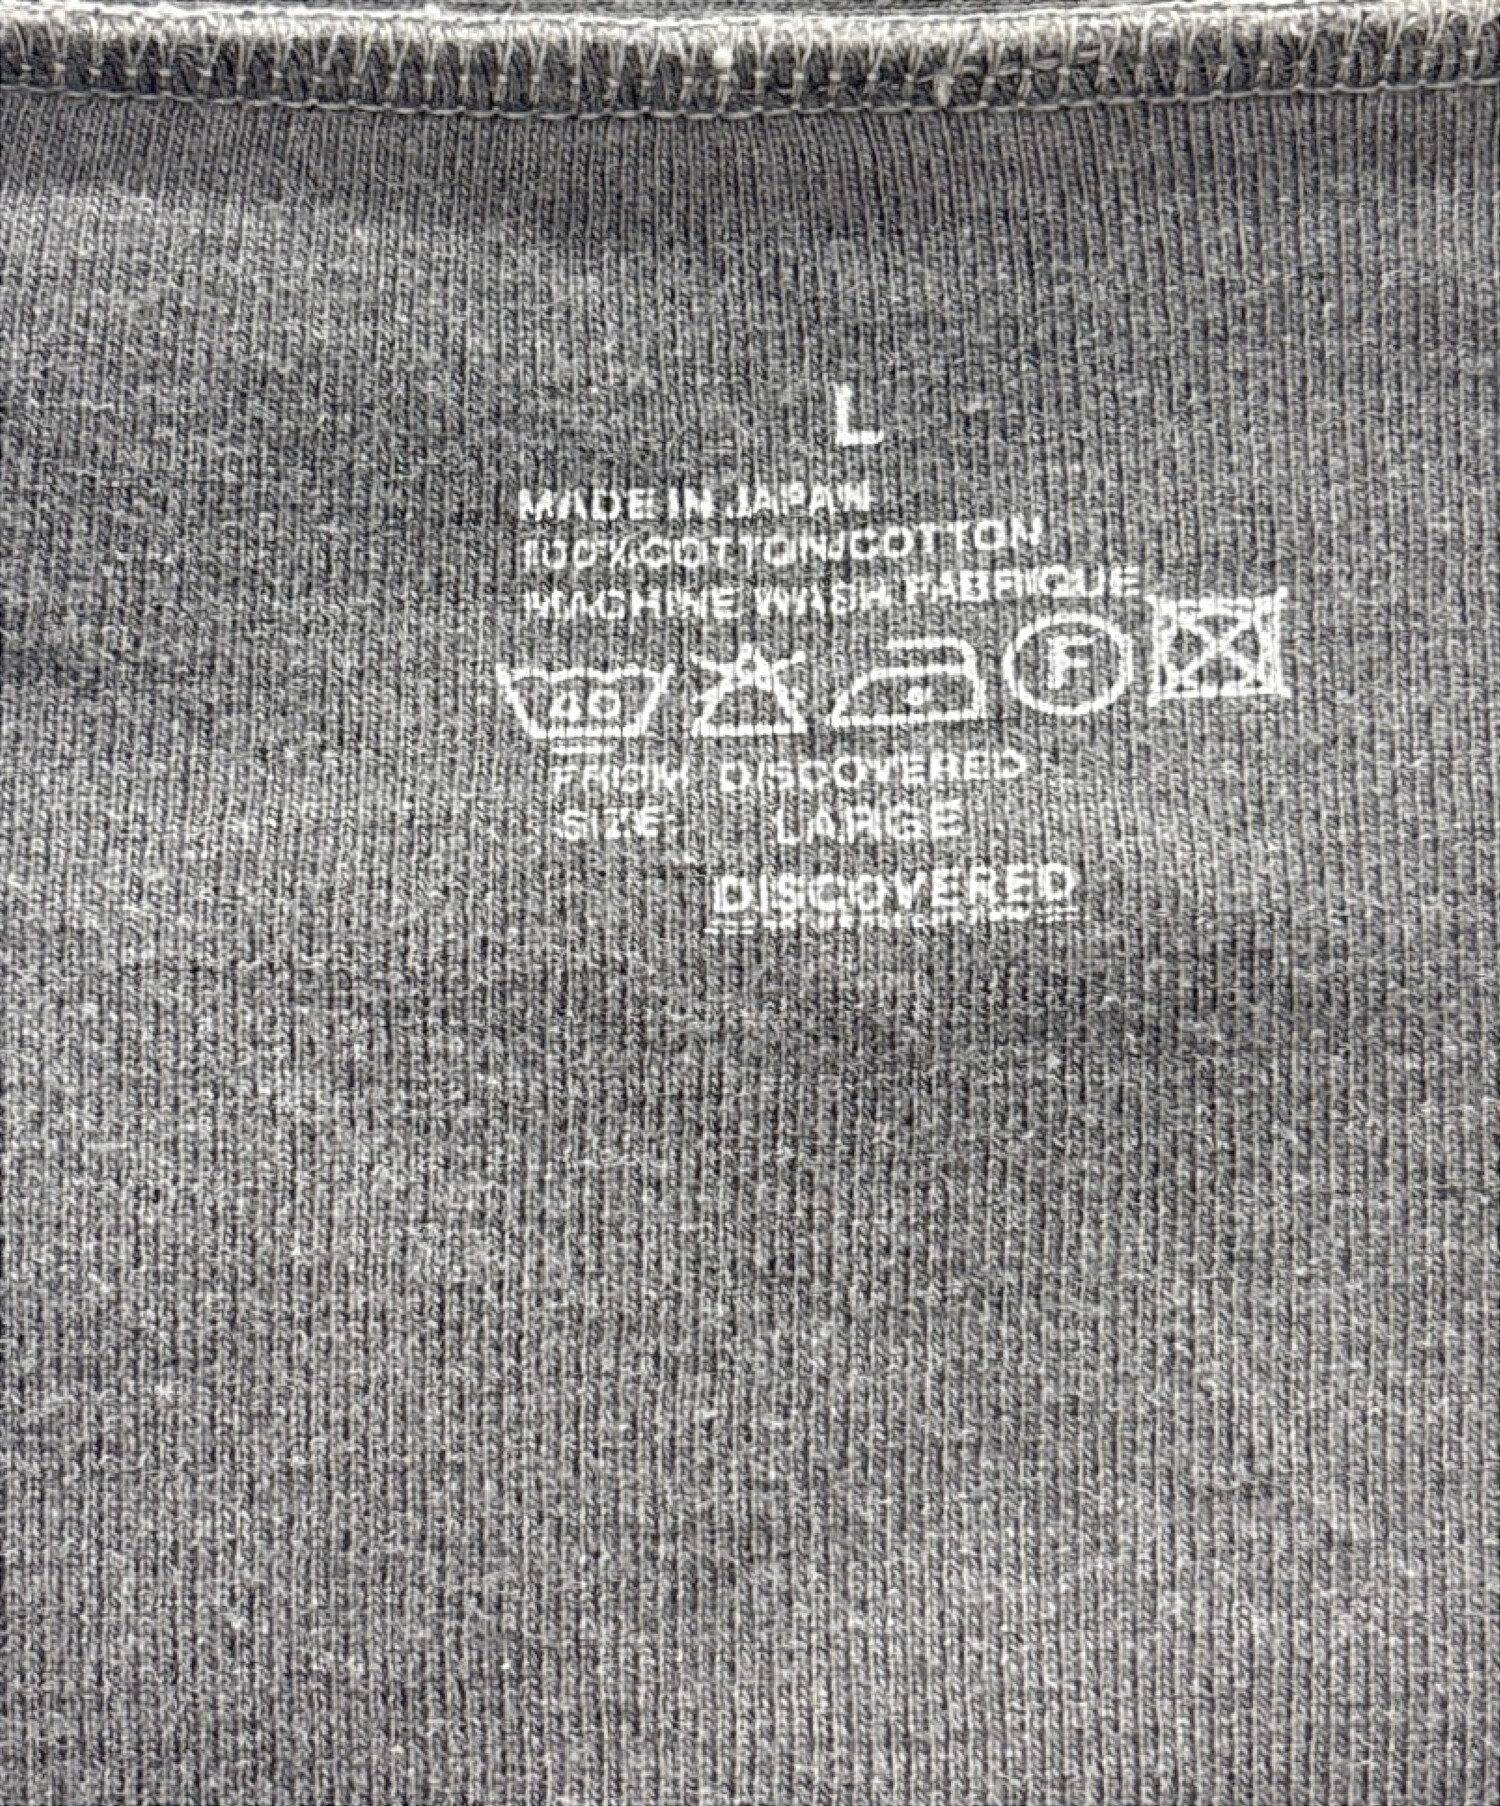 L
MADE IN JAPAN
100%COTTON/COTTON
MACHINE WASH FABRIQUE
40 F
FROM DISCOVERED
SIZE: LARGE
DISCOVERED